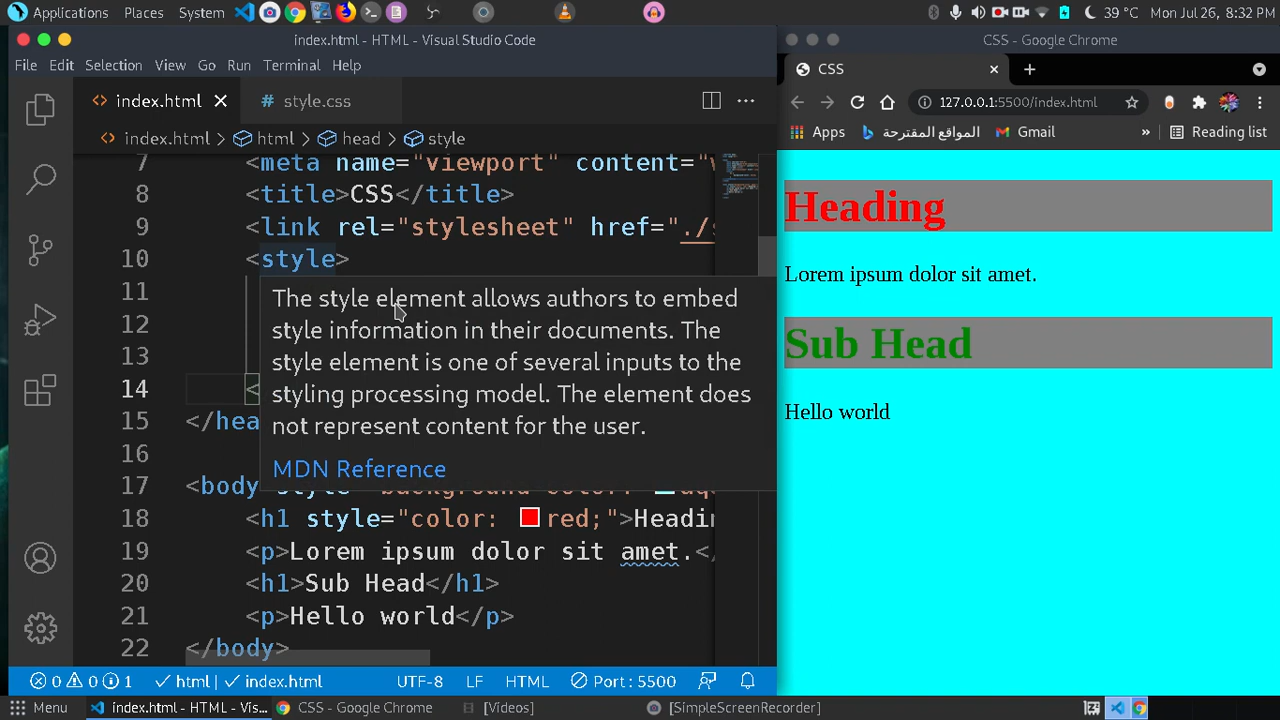 Applications Places System 39 °C Mon Jul 26, 8:32 PM
index.html - HTML - Visual Studio Code
File Edit Selection View Go Run Terminal Help
index.html style.css
index.html > html > head > style
7 <meta name="viewport" content="
8 <title>CSS</title>
9 <link rel="stylesheet" href="./
10 <style>
11
12
13
14 <
15 </hea
16
The style element allows authors to embed
style information in their documents. The
style element is one of several inputs to the
styling processing model. The element does
not represent content for the user.
MDN Reference
17 <body style="background-color:
18 <h1 style="color: red;">Headin
19 <p>Lorem ipsum dolor sit amet.</
20 <h1>Sub Head</h1>
21 <p>Hello world</p>
22 </body>
0 0 1 html | index.html UTF-8 LF HTML Port : 5500
CSS - Google Chrome
CSS
127.0.0.1:5500/index.html
Apps المواقع المقترحة Gmail » Reading list
Heading
Lorem ipsum dolor sit amet.
Sub Head
Hello world
Menu index.html - HTML - Vis... CSS - Google Chrome [Videos] [SimpleScreenRecorder]